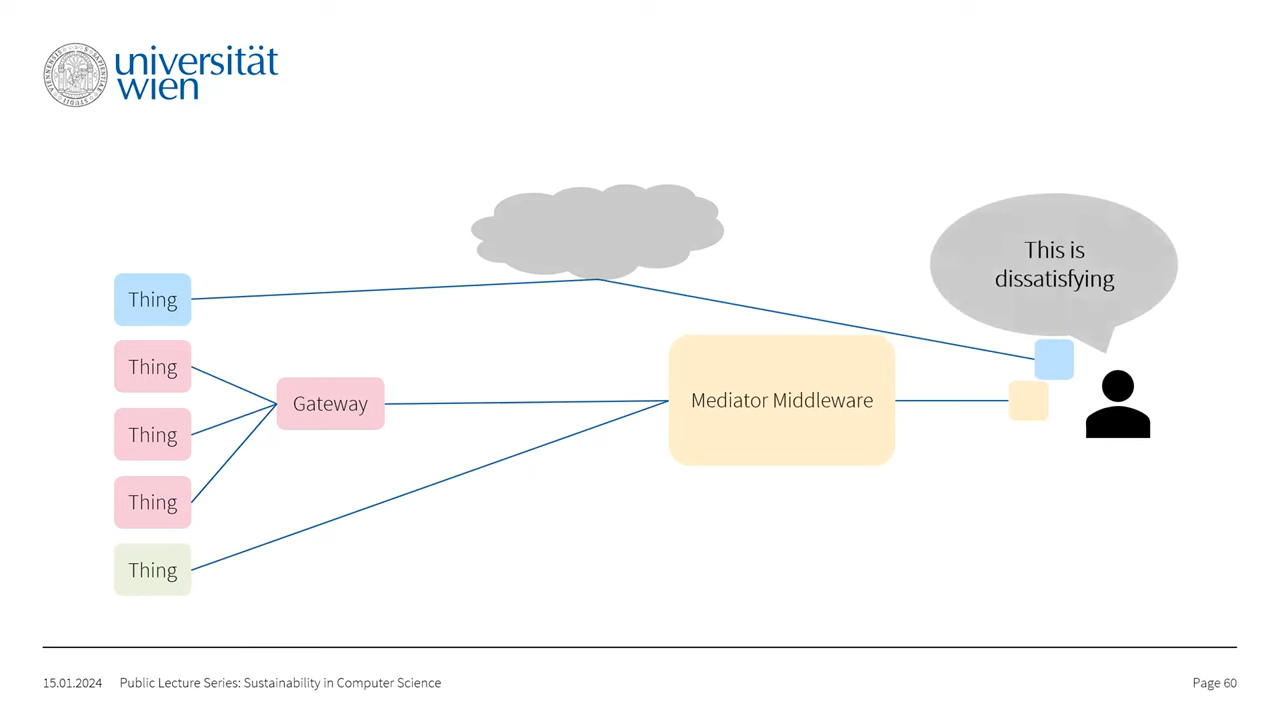 universität
wien
This is
dissatisfying
Thing
Thing
Gateway
Mediator Middleware
Thing
Thing
Thing
15.01.2024 Public Lecture Series: Sustainability in Computer Science Page 60